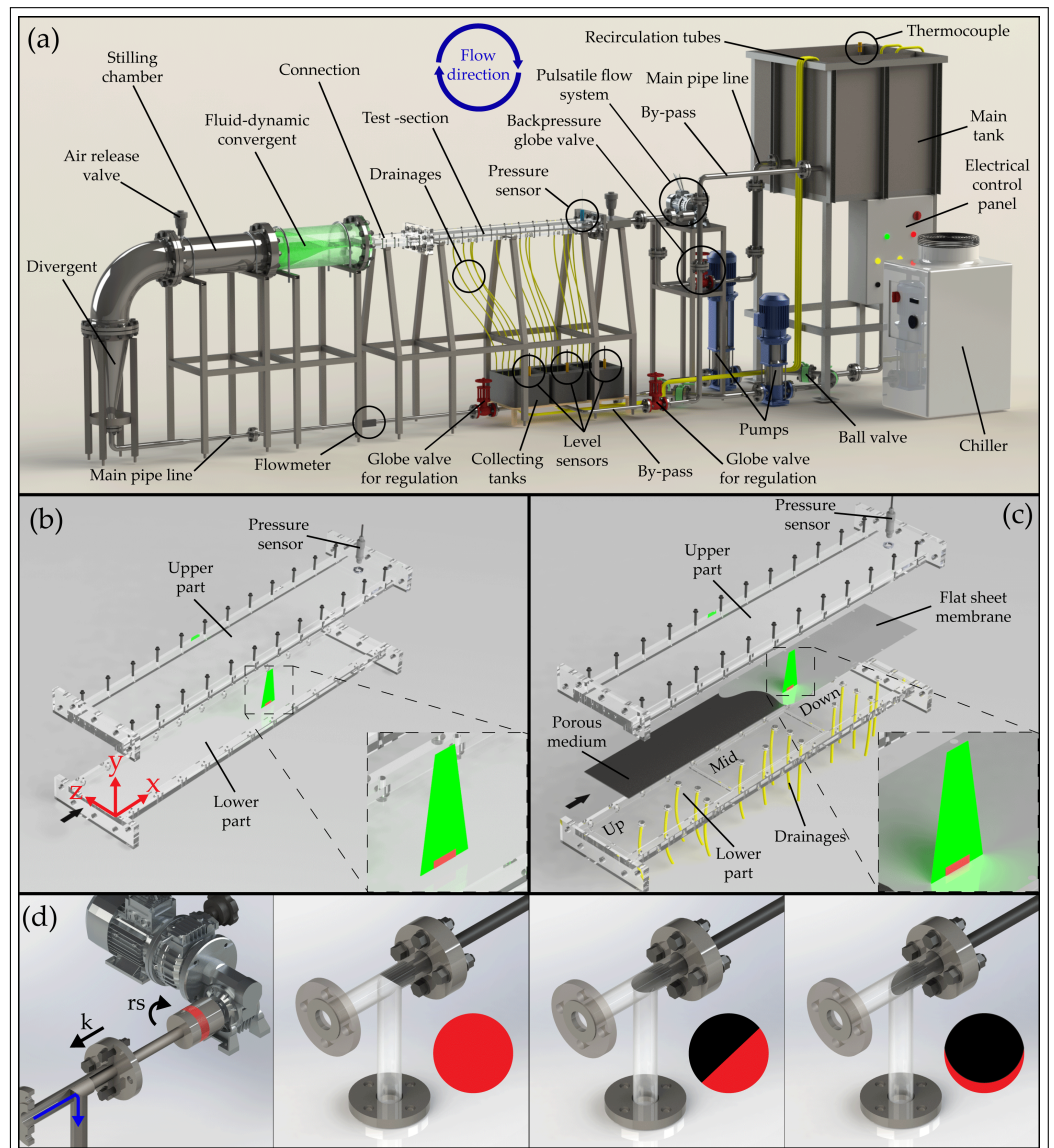 (a)
Stilling
chamber
Connection
Flow
direction
Recirculation tubes
Thermocouple
Pulsatile flow
system
Main pipe line
Fluid-dynamic
convergent
Test -section
Backpressure
globe valve
By-pass
Main
tank
Air release
valve
Drainages
Pressure
sensor
Electrical
control
panel
Divergent
Main pipe line
Flowmeter
Globe valve
for regulation
Collecting
tanks
Level
sensors
By-pass
Pumps
Globe valve
for regulation
Ball valve
Chiller
(b)
Pressure
sensor
Upper
part
y
z
x
Lower
part
(c)
Pressure
sensor
Upper
part
Flat sheet
membrane
Porous
medium
Down
Mid
Up
Drainages
Lower
part
(d)
rs
k